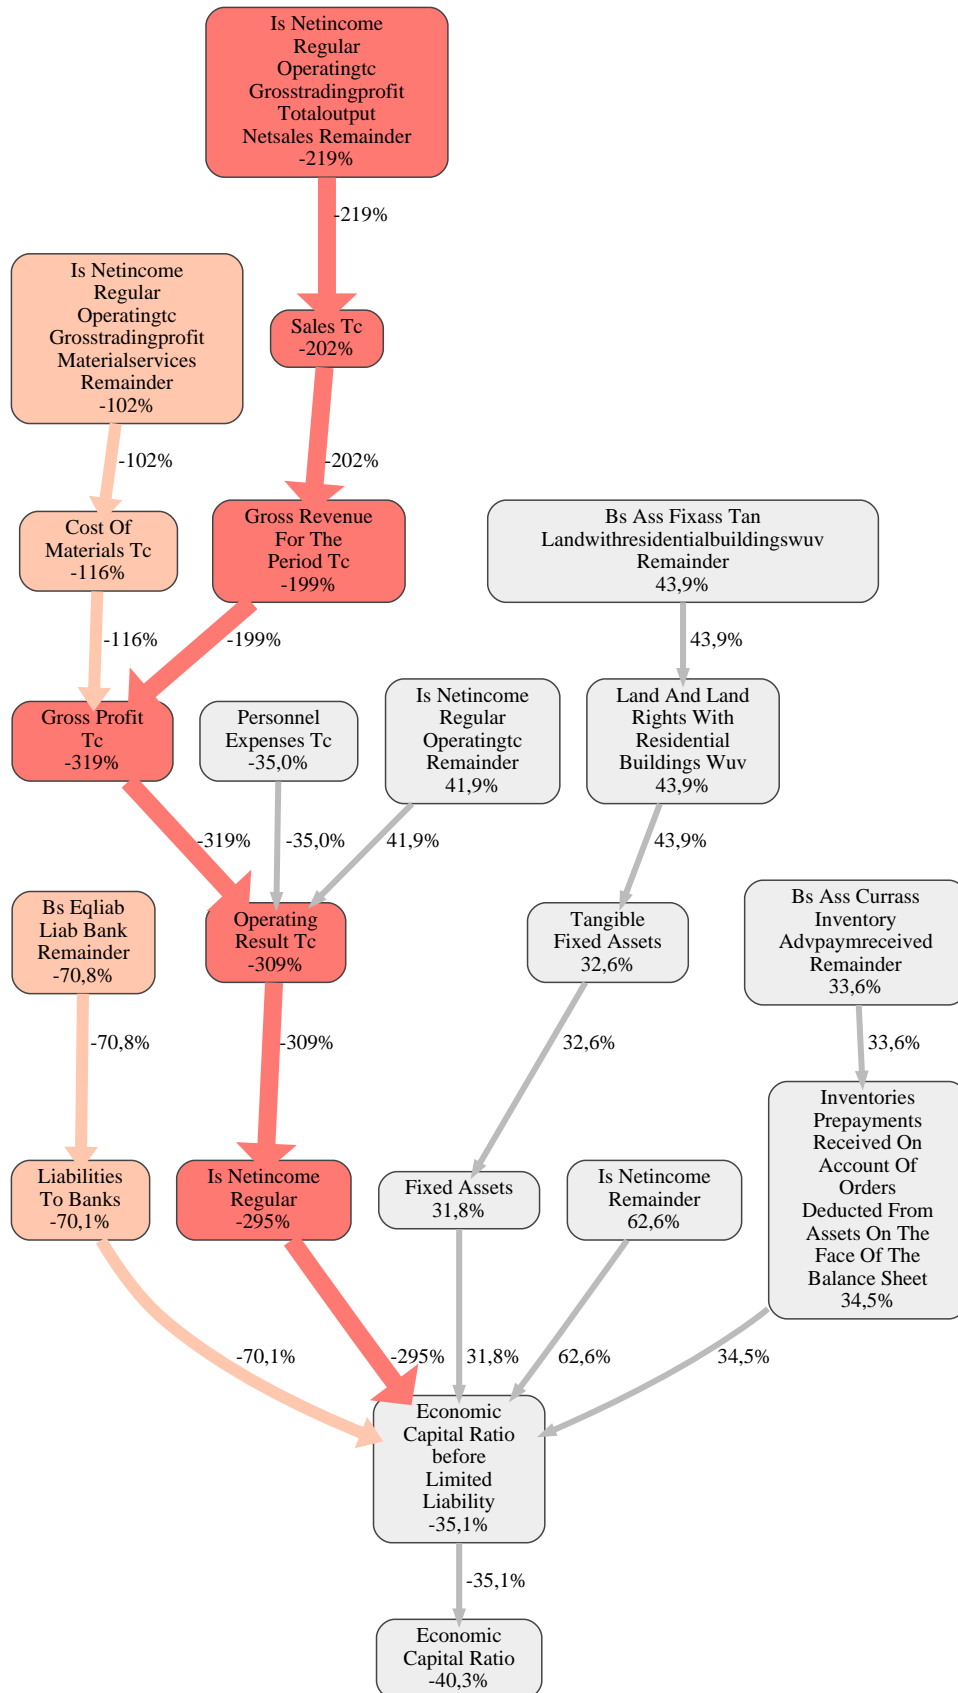 Is Netincome
Regular
Operatingtc
Grosstradingprofit
Totaloutput
Netsales Remainder
-219%
-219%
Is Netincome
Regular
Operatingtc
Grosstradingprofit
Materialservices
Remainder
-102%
Sales Tc
-202%
-102%
-202%
Cost Of
Materials Tc
-116%
Gross Revenue
For The
Period Tc
-199%
Bs Ass Fixass Tan
Landwithresidentialbuildingswuv
Remainder
43,9%
-116%
-199%
43,9%
Gross Profit
Tc
-319%
Personnel
Expenses Tc
-35,0%
Is Netincome
Regular
Operatingtc
Remainder
41,9%
Land And Land
Rights With
Residential
Buildings Wuv
43,9%
-319%
-35,0%
41,9%
43,9%
Bs Eqliab
Liab Bank
Remainder
-70,8%
Operating
Result Tc
-309%
Tangible
Fixed Assets
32,6%
Bs Ass Currass
Inventory
Advpaymreceived
Remainder
33,6%
-70,8%
-309%
32,6%
33,6%
Liabilities
To Banks
-70,1%
Is Netincome
Regular
-295%
Fixed Assets
31,8%
Is Netincome
Remainder
62,6%
Inventories
Prepayments
Received On
Account Of
Orders
Deducted From
Assets On The
Face Of The
Balance Sheet
34,5%
-70,1%
-295%
31,8%
62,6%
34,5%
Economic
Capital Ratio
before
Limited
Liability
-35,1%
-35,1%
Economic
Capital Ratio
-40,3%